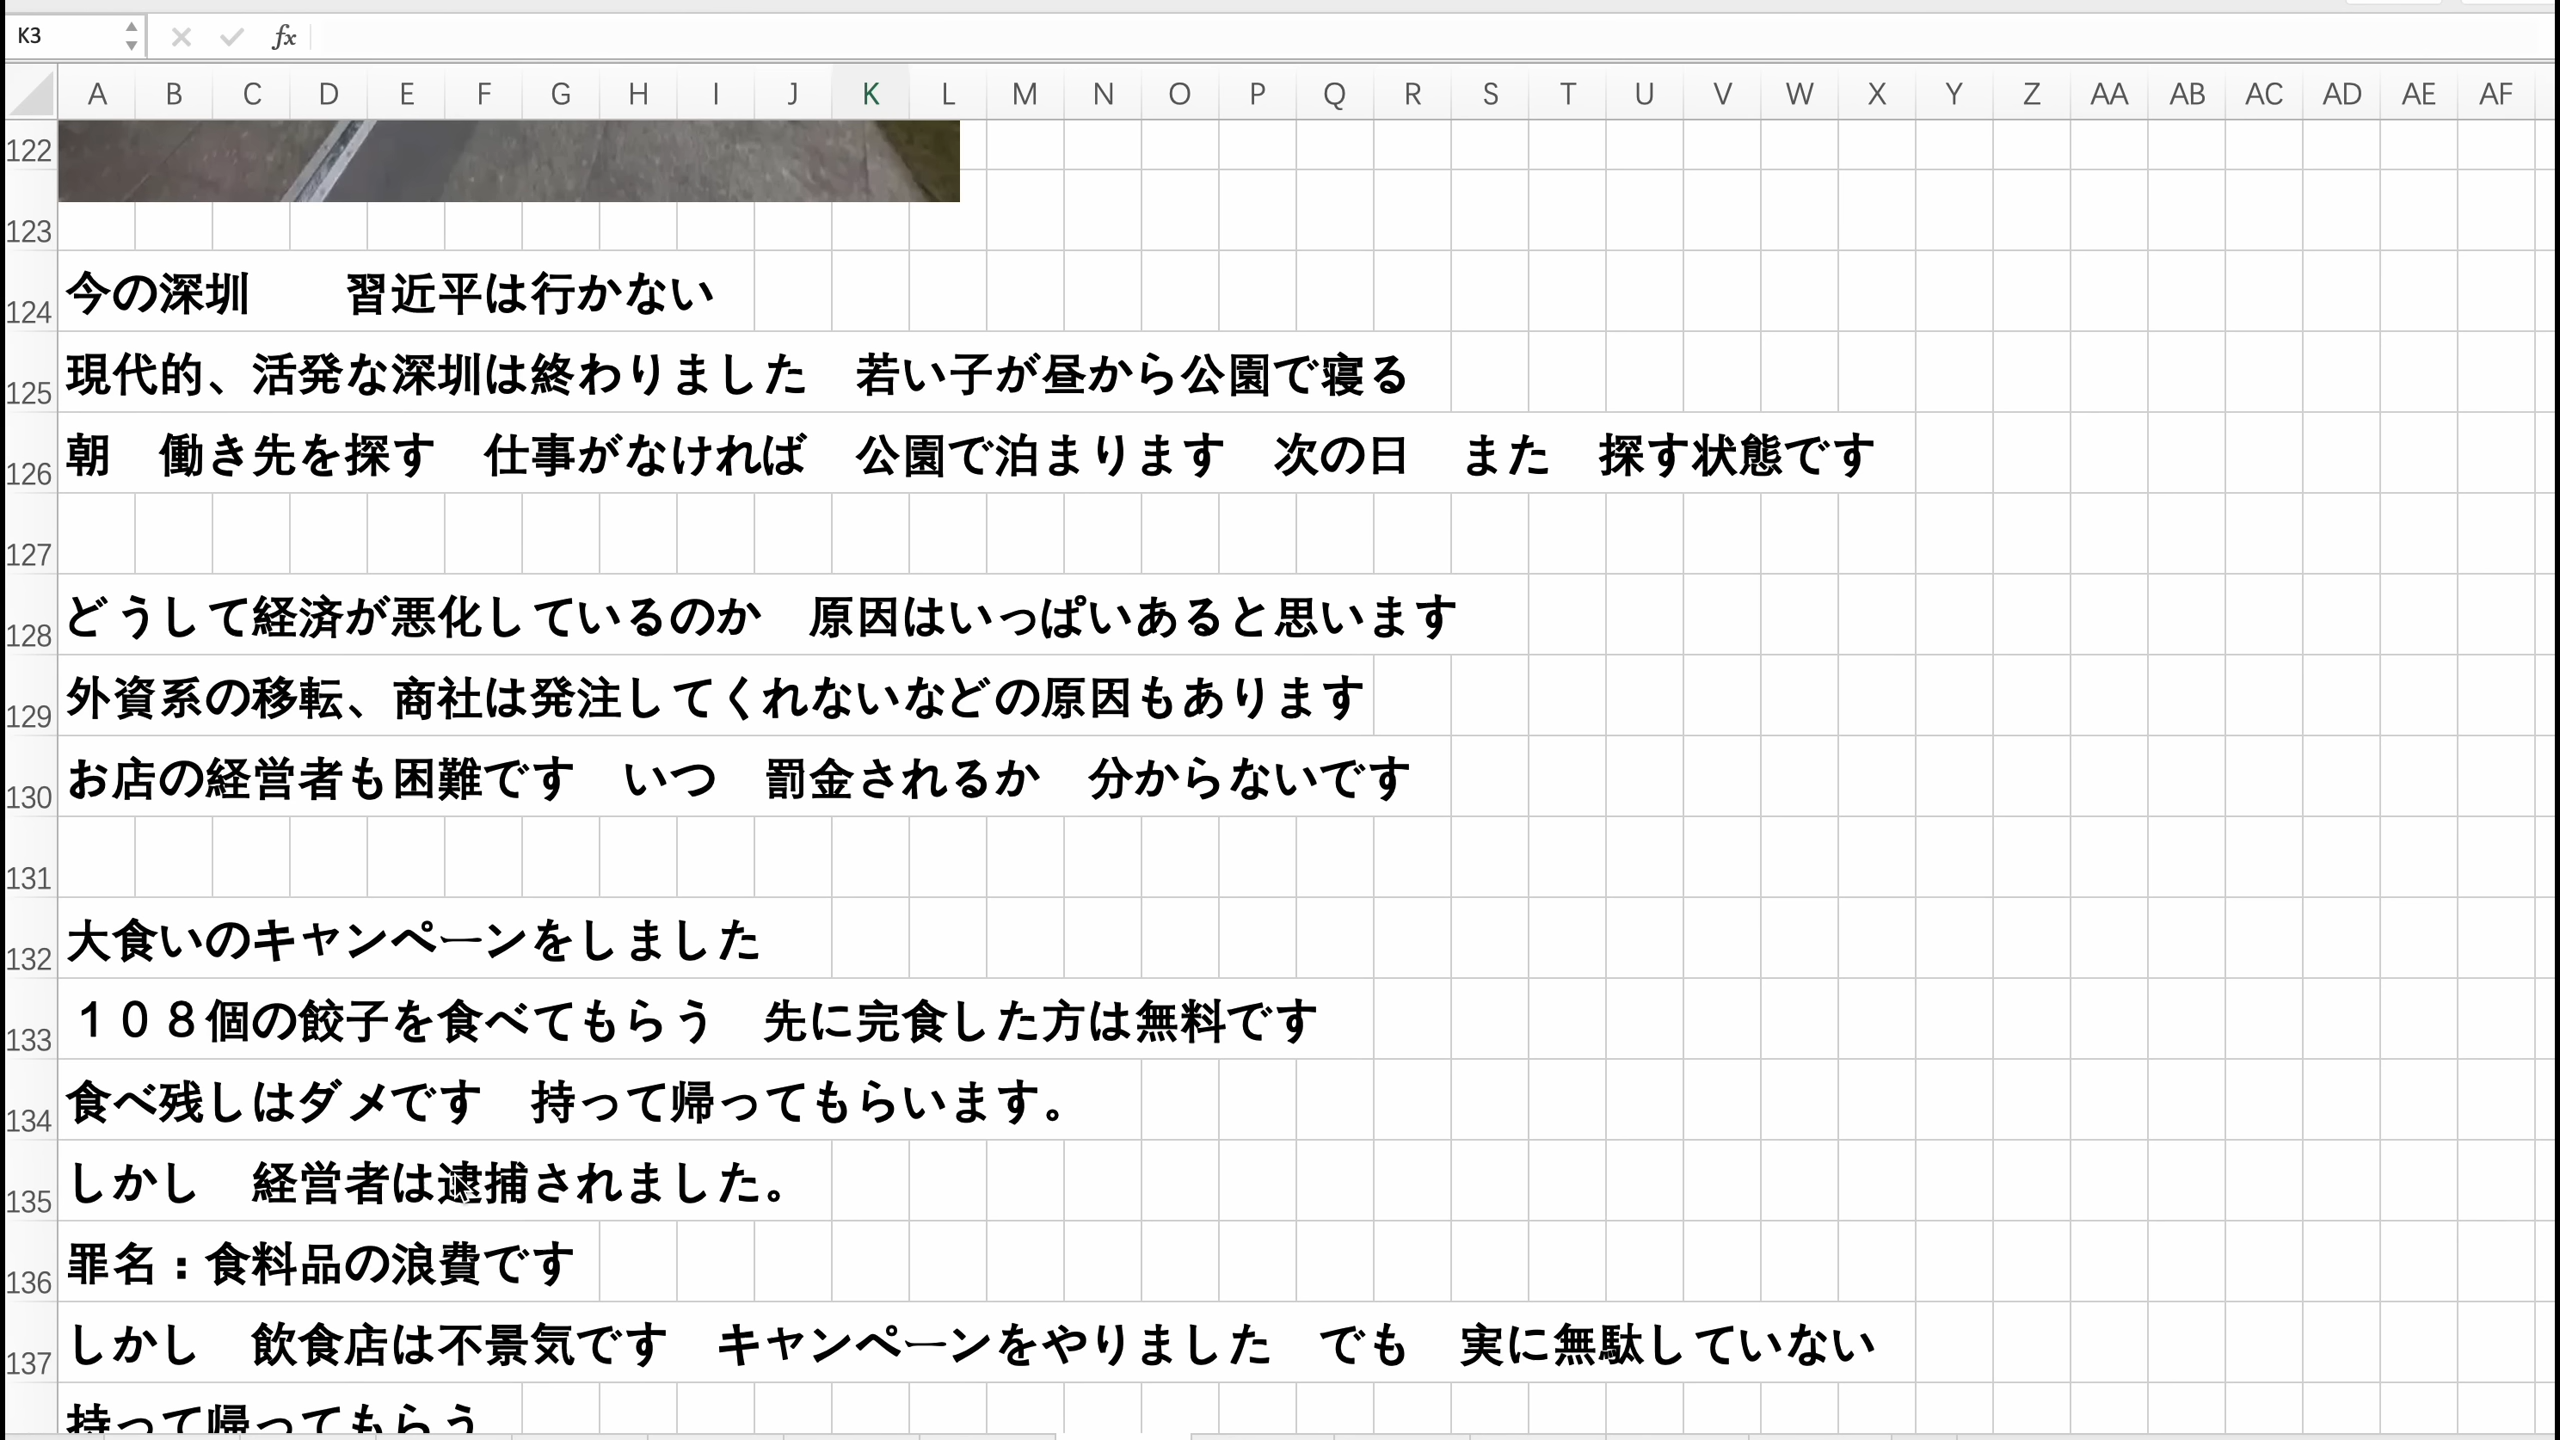 K3
fx
A B C D E F G H I J K L M N O P Q R S T U V W X Y Z AA AB AC AD AE AF
122
123
124 今の深圳　　習近平は行かない
125 現代的、活発な深圳は終わりました　若い子が昼から公園で寝る
126 朝　働き先を探す　仕事がなければ　公園で泊まります　次の日　また　探す状態です
127
128 どうして経済が悪化しているのか　原因はいっぱいあると思います
129 外資系の移転、商社は発注してくれないなどの原因もあります
130 お店の経営者も困難です　いつ　罰金されるか　分からないです
131
132 大食いのキャンペーンをしました
133 １０８個の餃子を食べてもらう　先に完食した方は無料です
134 食べ残しはダメです　持って帰ってもらいます。
135 しかし　経営者は逮捕されました。
136 罪名：食料品の浪費です
137 しかし　飲食店は不景気です　キャンペーンをやりました　でも　実に無駄していない
持って帰ってもらう